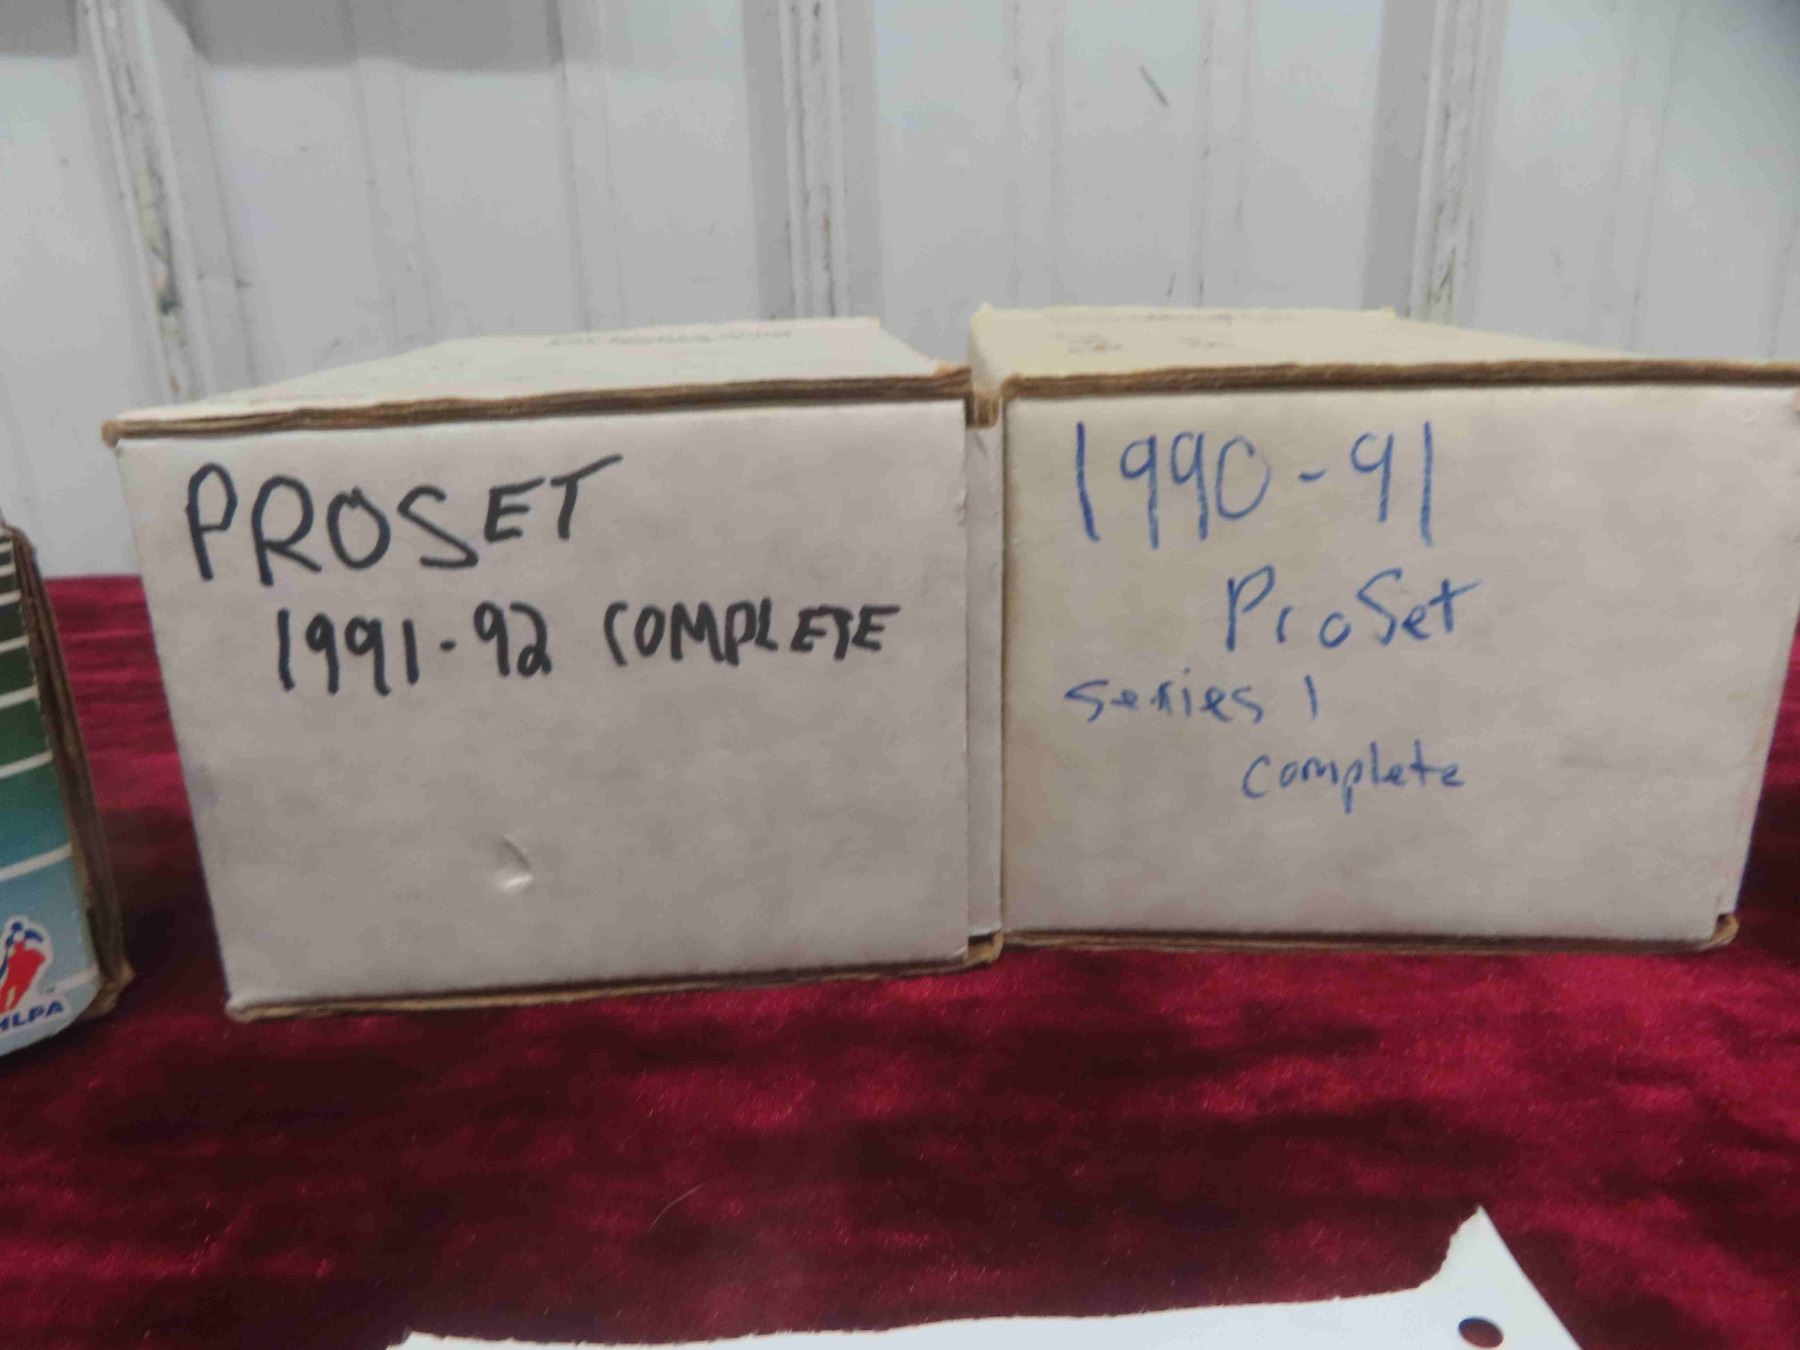 PROSET
1991-92 COMPLETE
1990-91
ProSet
series 1
complete